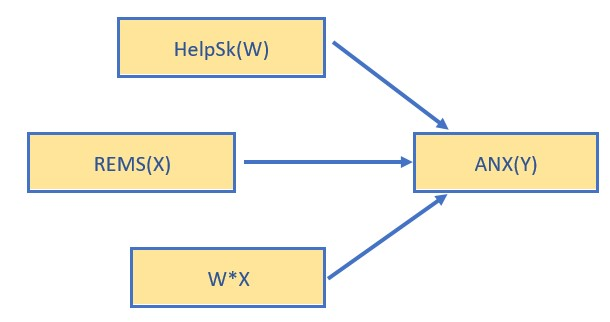 HelpSk(W)
REMS(X)
ANX(Y)
W*X